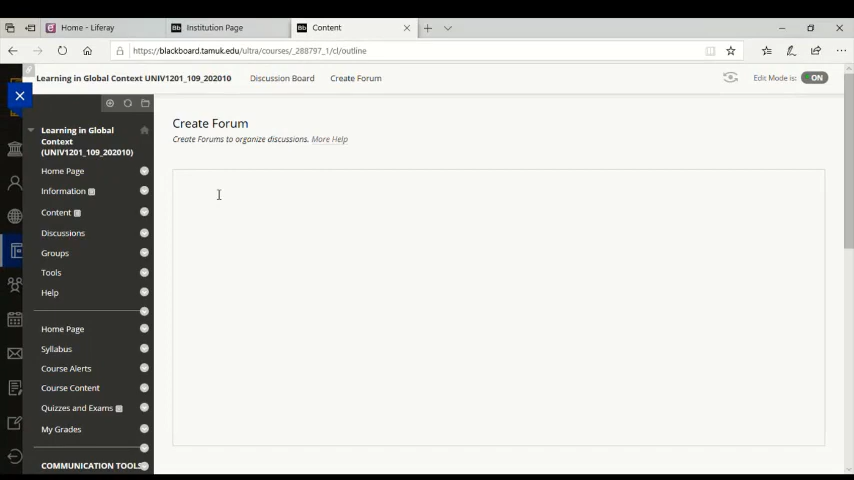 Home - Liferay
Bb Institution Page
Bb Content
https://blackboard.tamuk.edu/ultra/courses/_288797_1/cl/outline
Learning in Global Context UNIV1201_109_202010 Discussion Board Create Forum
Edit Mode is: ON
Learning in Global
Context
(UNIV1201_109_202010)
Home Page
Information
Content
Discussions
Groups
Tools
Help
Home Page
Syllabus
Course Alerts
Course Content
Quizzes and Exams
My Grades
COMMUNICATION TOOLS
Create Forum
Create Forums to organize discussions. More Help